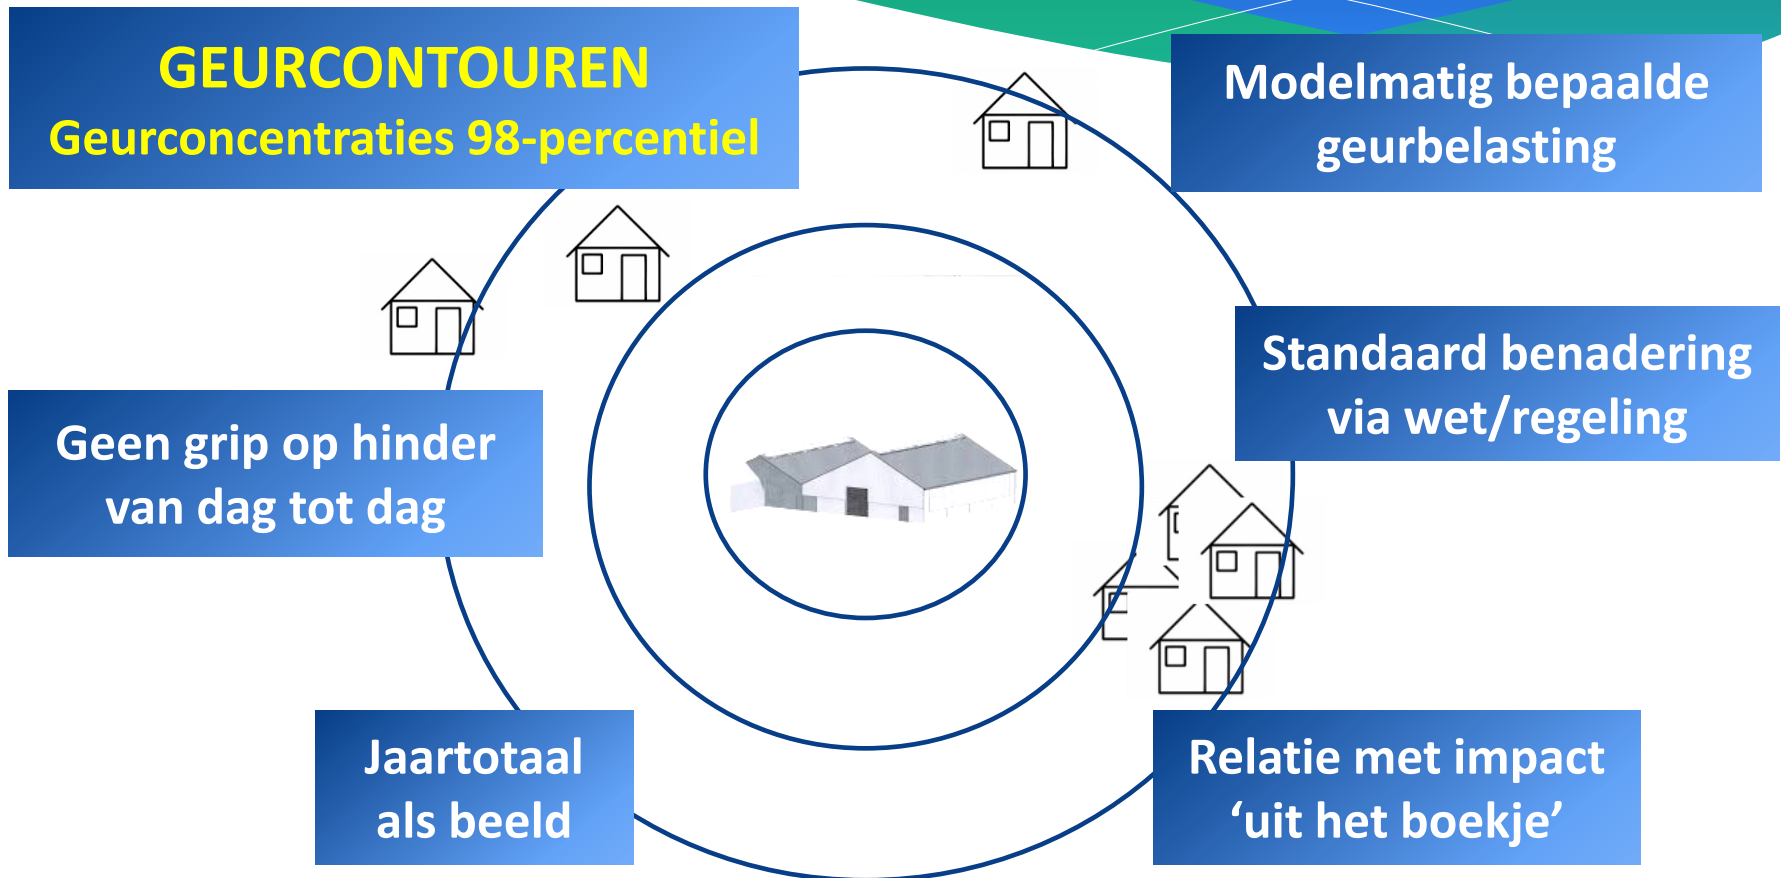 GEURCONTOUREN
Geurconcentraties 98-percentiel
Modelmatig bepaalde
geurbelasting
Standaard benadering
via wet/regeling
Geen grip op hinder
van dag tot dag
Jaartotaal
als beeld
Relatie met impact
‘uit het boekje’